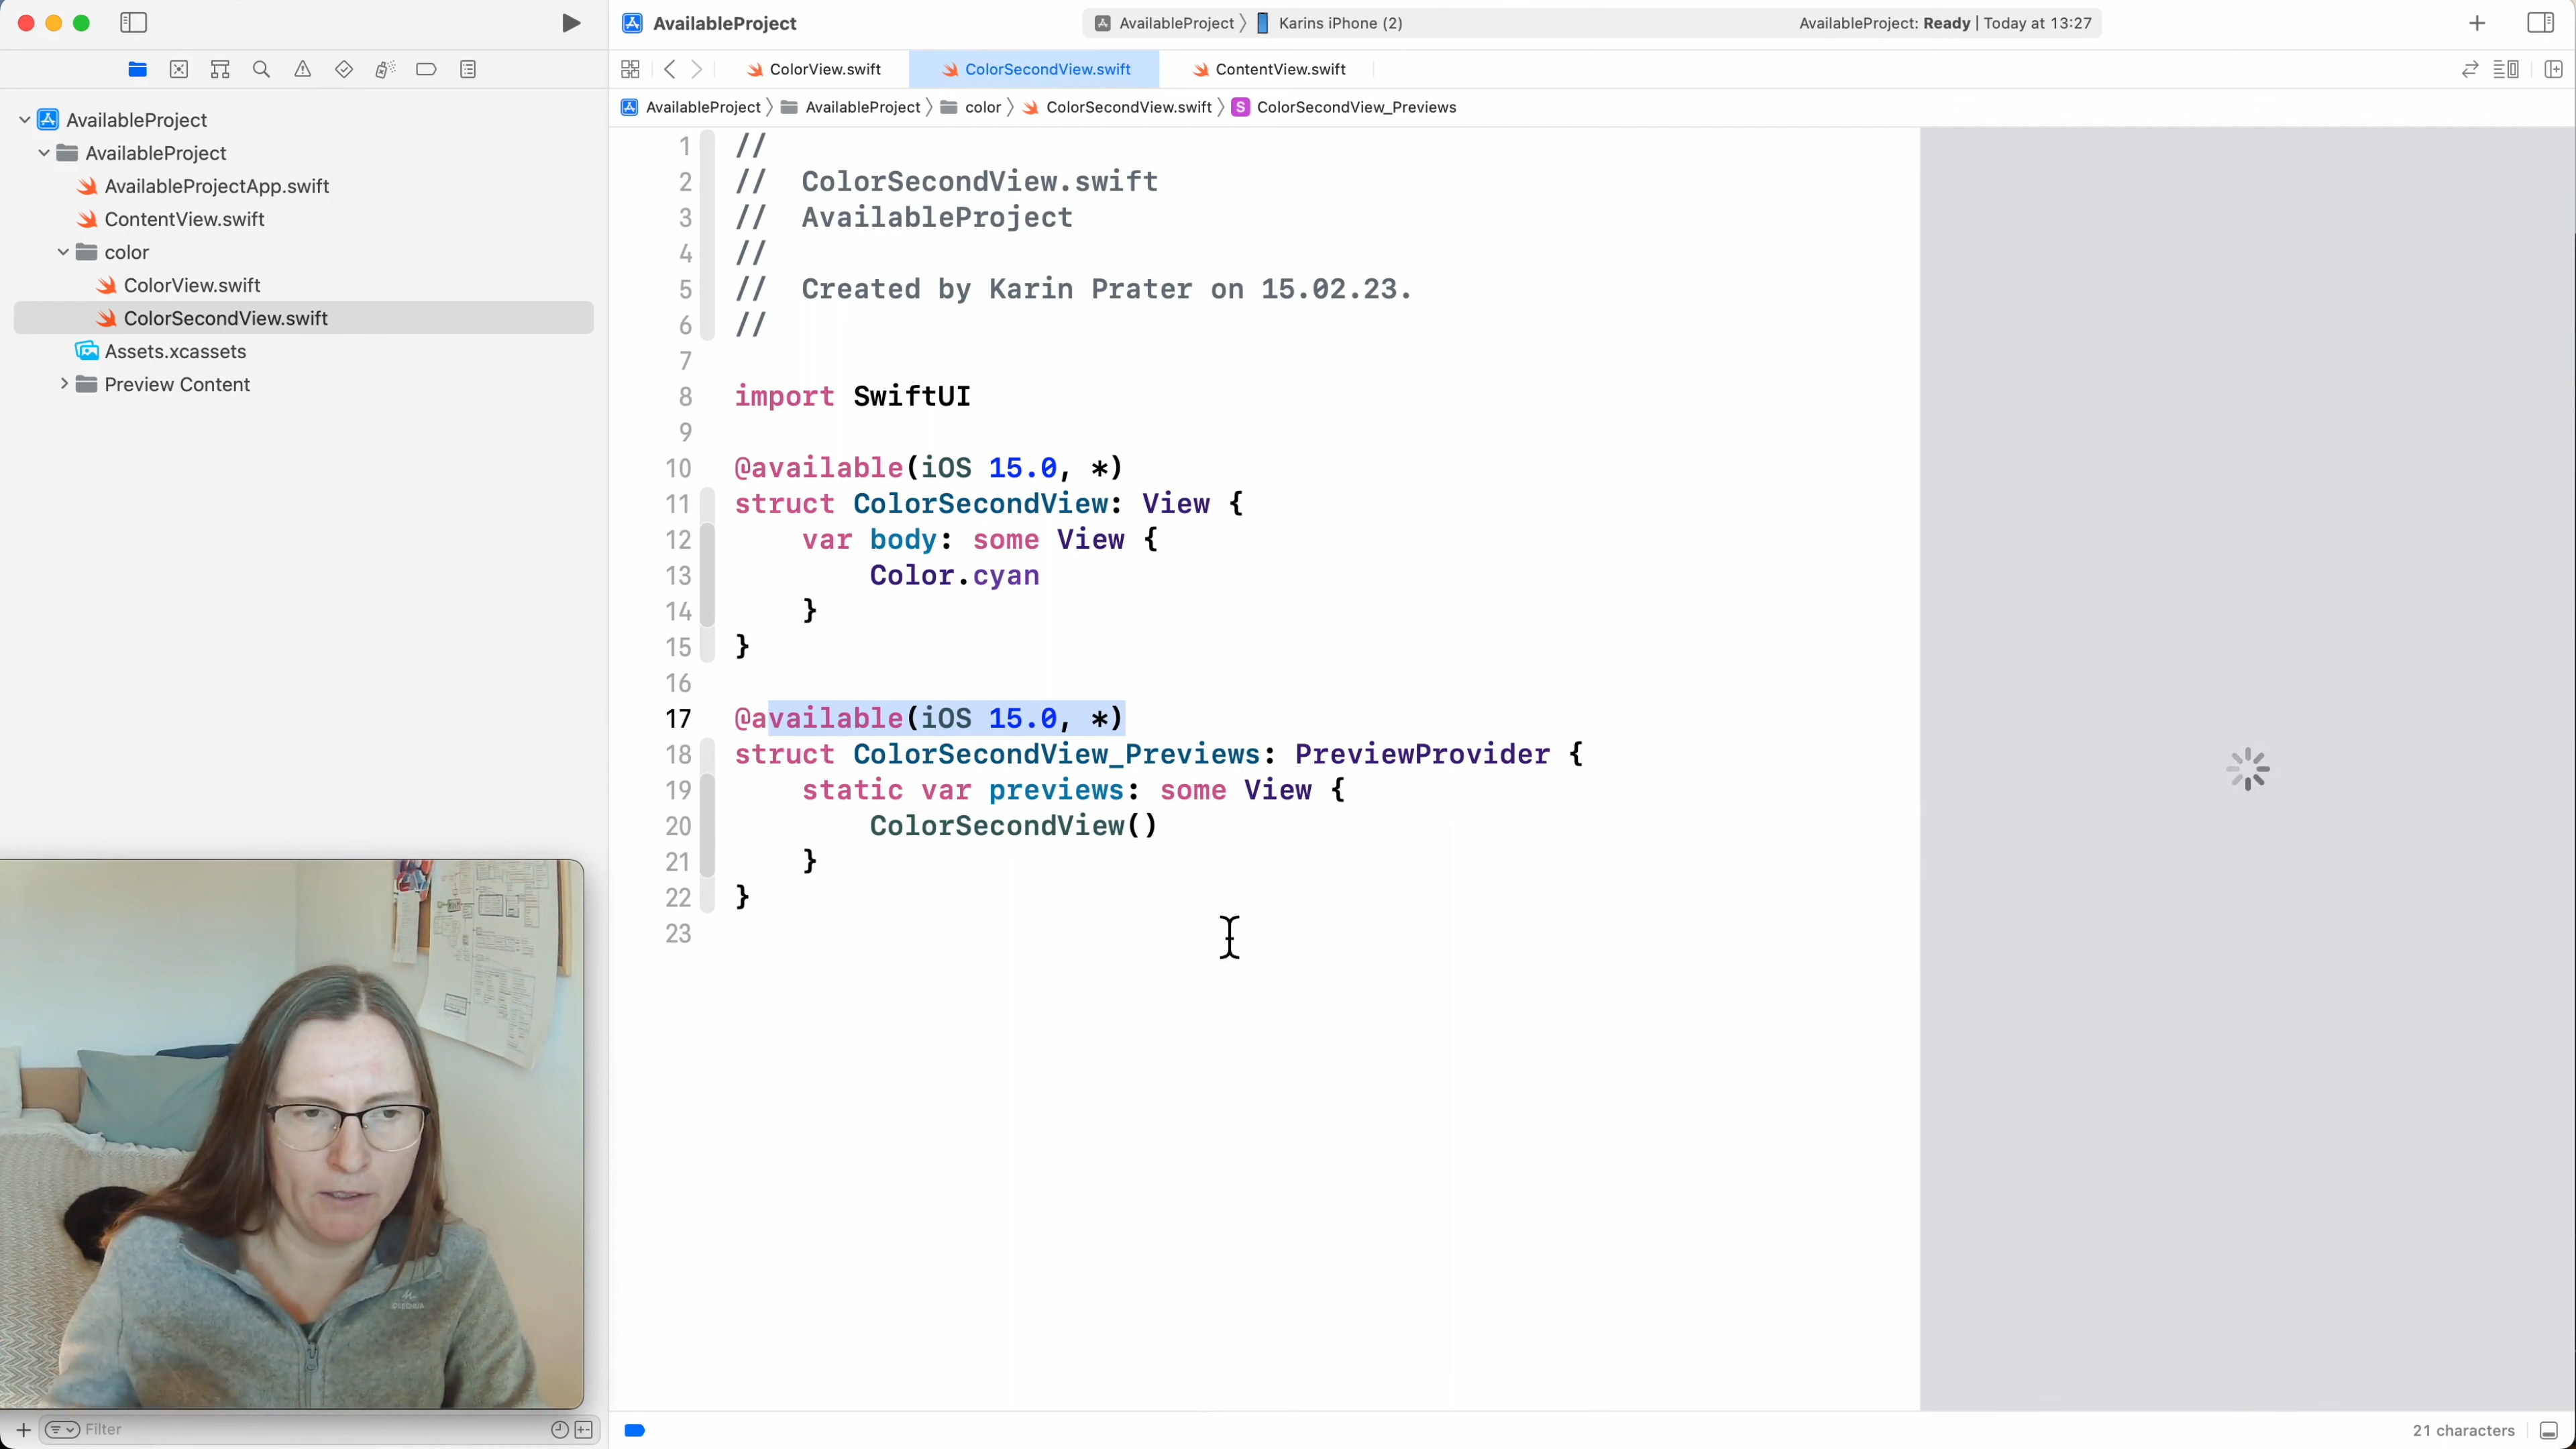 AvailableProject
AvailableProject
Karins iPhone (2)
AvailableProject: Ready | Today at 13:27
ColorView.swift
ColorSecondView.swift
ContentView.swift
AvailableProject
AvailableProject
color
ColorSecondView.swift
S
ColorSecondView_Previews
AvailableProject
AvailableProject
AvailableProjectApp.swift
ContentView.swift
color
ColorView.swift
ColorSecondView.swift
Assets.xcassets
Preview Content
1 //
2 // ColorSecondView.swift
3 // AvailableProject
4 //
5 // Created by Karin Prater on 15.02.23.
6 //
7
8 import SwiftUI
9
10 @available(iOS 15.0, *)
11 struct ColorSecondView: View {
12 var body: some View {
13 Color.cyan
14 }
15 }
16
17 @available(iOS 15.0, *)
18 struct ColorSecondView_Previews: PreviewProvider {
19 static var previews: some View {
20 ColorSecondView()
21 }
22 }
23
Filter
21 characters